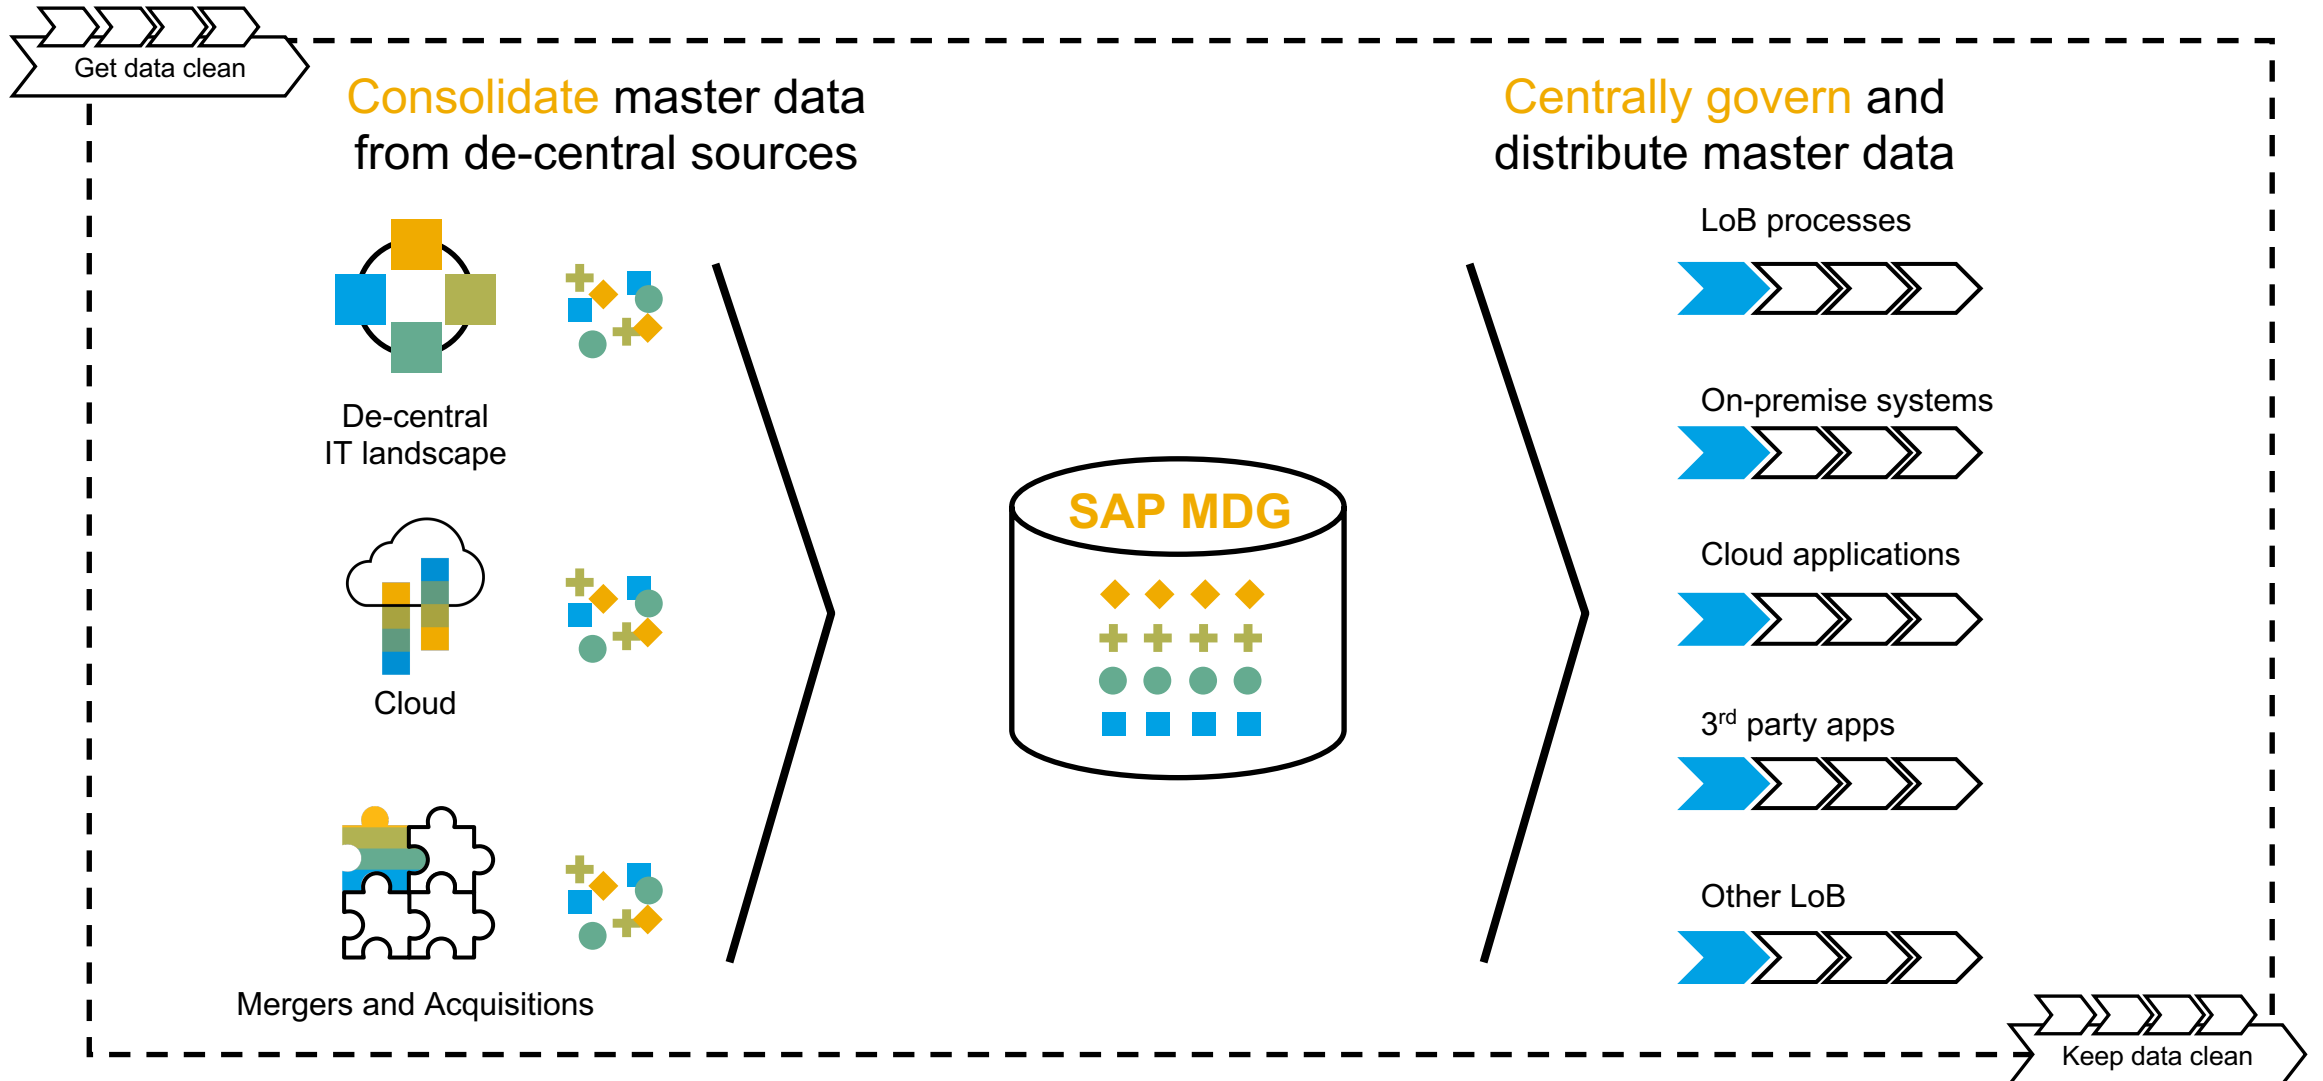 Get data clean
Consolidate master data
from de-central sources
De-central
IT landscape
Cloud
Mergers and Acquisitions
SAP MDG
Centrally govern and
distribute master data
LoB processes
On-premise systems
Cloud applications
3rd party apps
Other LoB
Keep data clean